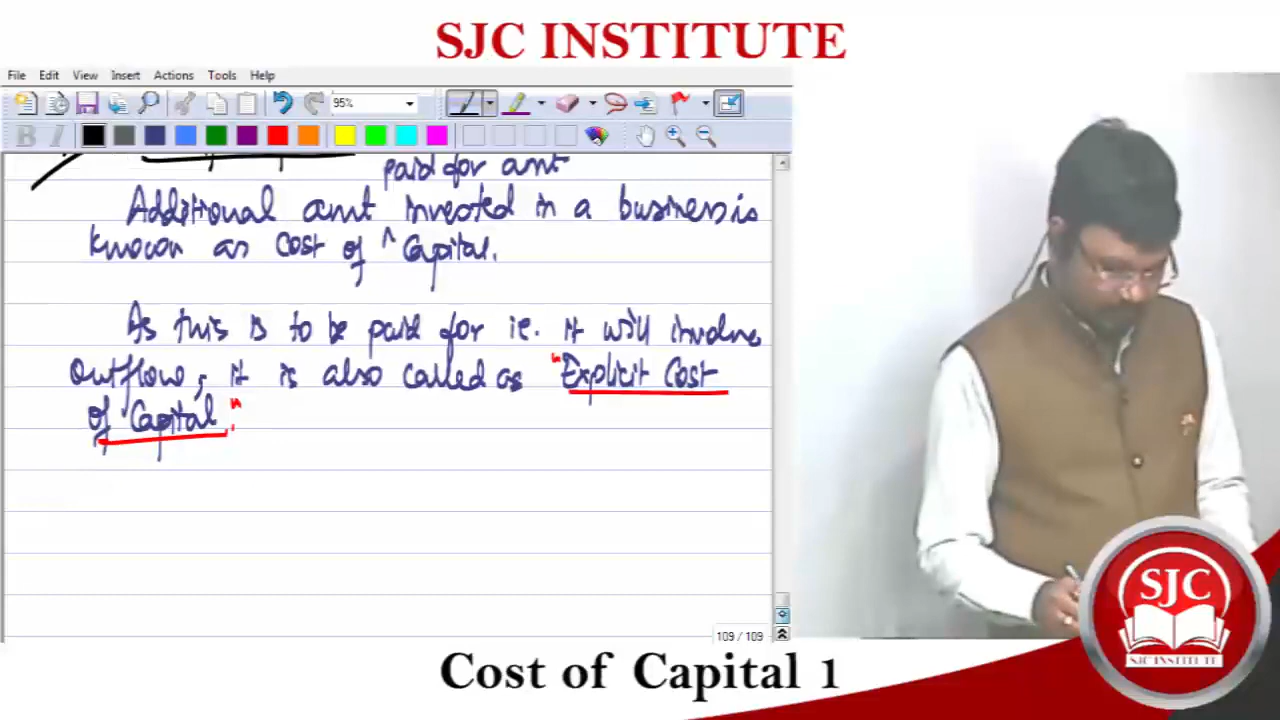 SJC INSTITUTE
File Edit View Insert Actions Tools Help
95%
B I
paid for amt
Additional amt invested in a business is
known as Cost of ^ Capital.
As this is to be paid for ie. it will involve
outflow, it is also called as "Explicit Cost
of Capital."
109 / 109
SJC
SJC INSTITUTE
Cost of Capital 1